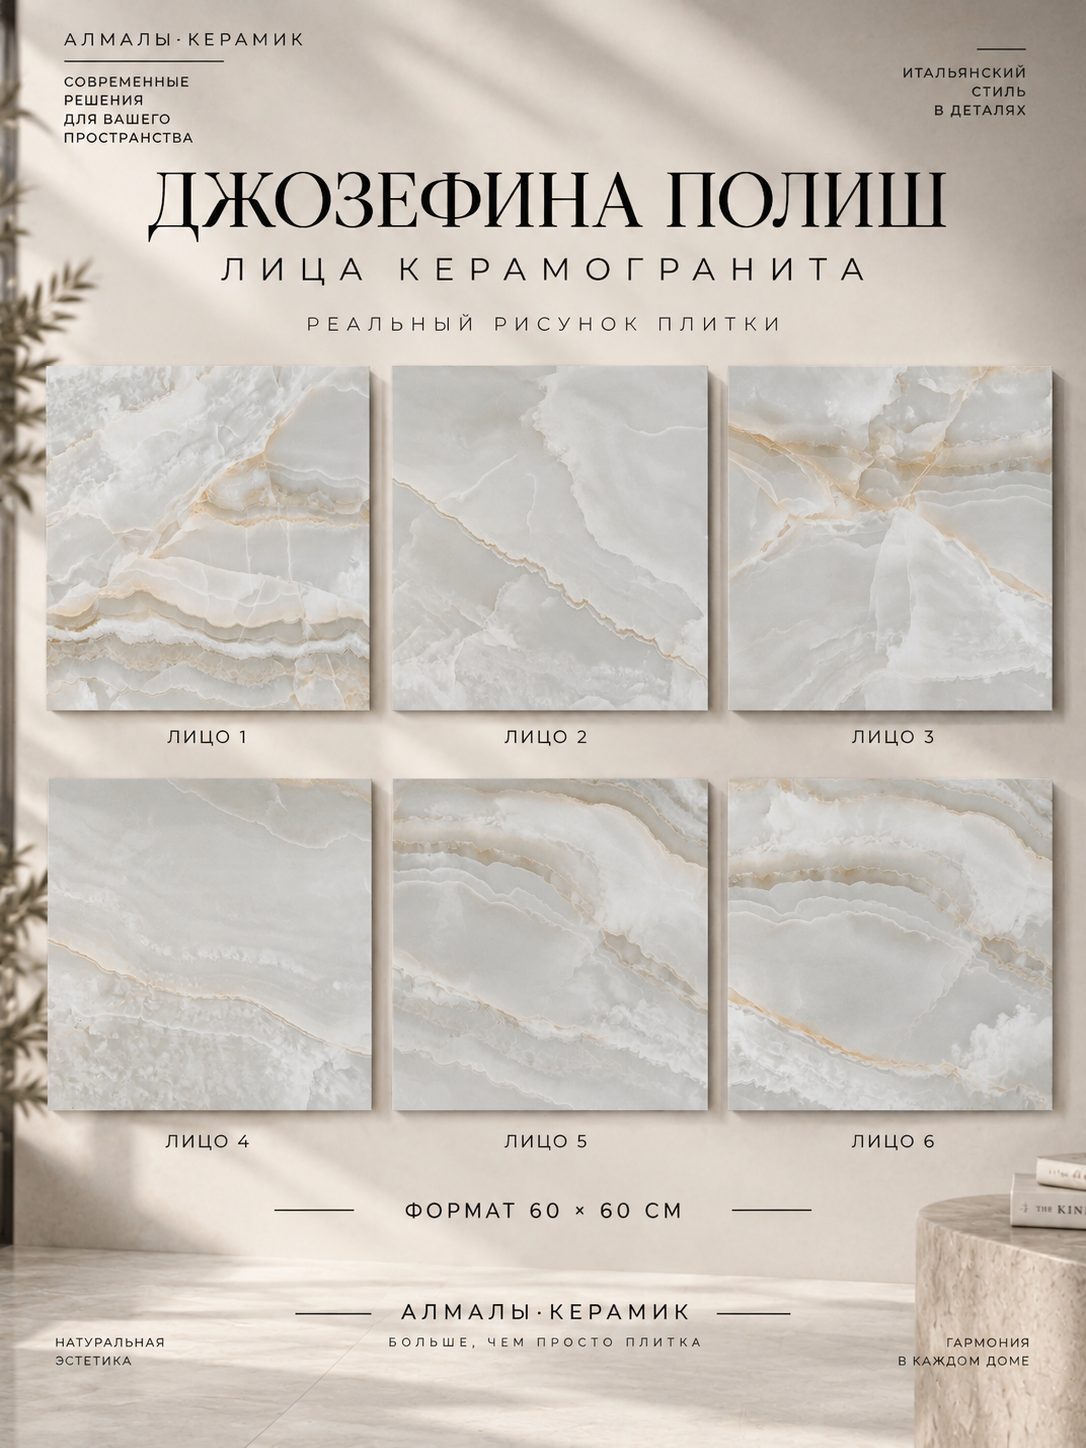 АЛМАЛЫ·КЕРАМИК
СОВРЕМЕННЫЕ
РЕШЕНИЯ
ДЛЯ ВАШЕГО
ПРОСТРАНСТВА
ИТАЛЬЯНСКИЙ
СТИЛЬ
В ДЕТАЛЯХ
ДЖОЗЕФИНА ПОЛИШ
ЛИЦА КЕРАМОГРАНИТА
РЕАЛЬНЫЙ РИСУНОК ПЛИТКИ
ЛИЦО 1
ЛИЦО 2
ЛИЦО 3
ЛИЦО 4
ЛИЦО 5
ЛИЦО 6
ФОРМАТ 60 × 60 СМ
THE
АЛМАЛЫ·КЕРАМИК
БОЛЬШЕ, ЧЕМ ПРОСТО ПЛИТКА
НАТУРАЛЬНАЯ
ЭСТЕТИКА
ГАРМОНИЯ
В КАЖДОМ ДОМЕ